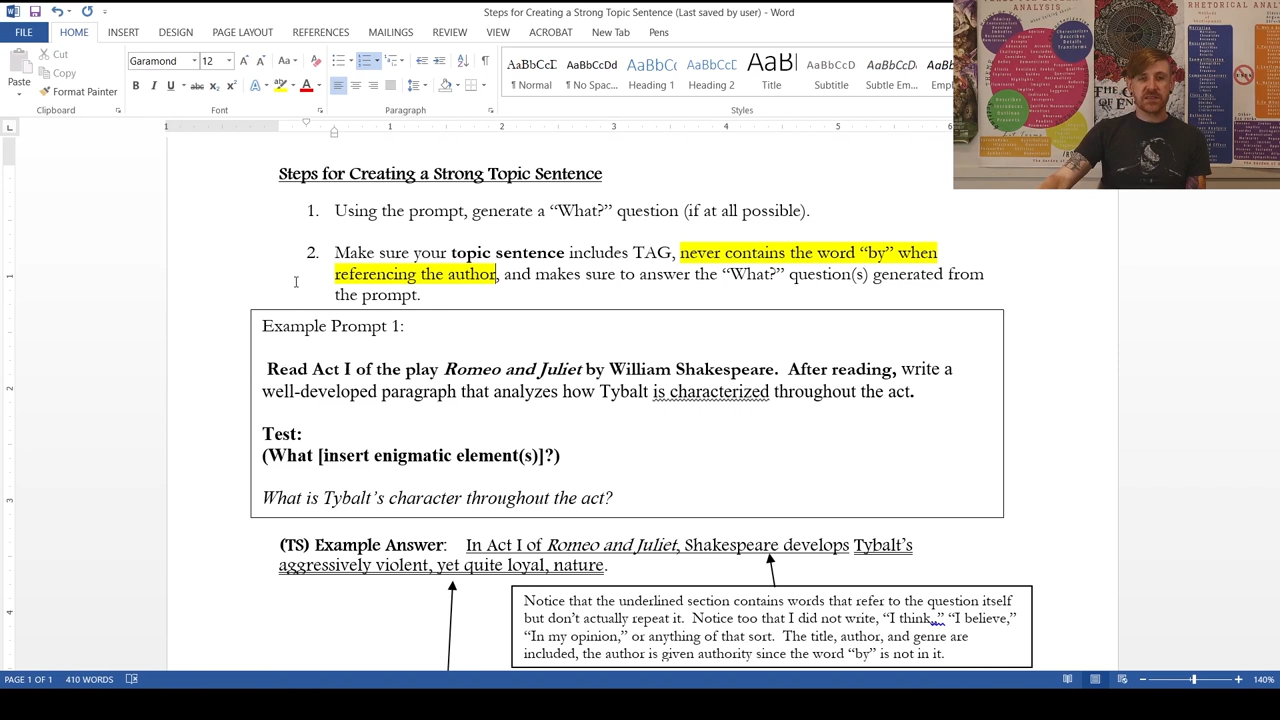 Steps for Creating a Strong Topic Sentence (Last saved by user) - Word
FILE HOME INSERT DESIGN PAGE LAYOUT REFERENCES MAILINGS REVIEW VIEW ACROBAT New Tab Pens
Paste
Cut
Copy
Format Painter
Garamond 12
AaBbCcD AaBbCcDc AaBbCc AaBbCcC AaBl AaBbCcD AaBbCcD AaBbC
Normal ¶ No Spac... Heading 1 Heading 2 Title Subtitle Subtle Em...
Clipboard Font Paragraph Styles
ANALYSIS
RHETORICAL
Steps for Creating a Strong Topic Sentence
1. Using the prompt, generate a “What?” question (if at all possible).
2. Make sure your topic sentence includes TAG, never contains the word “by” when
referencing the author, and makes sure to answer the “What?” question(s) generated from
the prompt.
Example Prompt 1:
Read Act I of the play Romeo and Juliet by William Shakespeare. After reading, write a
well-developed paragraph that analyzes how Tybalt is characterized throughout the act.
Test:
(What [insert enigmatic element(s)]?)
What is Tybalt’s character throughout the act?
(TS) Example Answer: In Act I of Romeo and Juliet, Shakespeare develops Tybalt’s
aggressively violent, yet quite loyal, nature.
Notice that the underlined section contains words that refer to the question itself
but don’t actually repeat it. Notice too that I did not write, “I think,,” “I believe,”
“In my opinion,” or anything of that sort. The title, author, and genre are
included, the author is given authority since the word “by” is not in it.
PAGE 1 OF 1 410 WORDS 140%